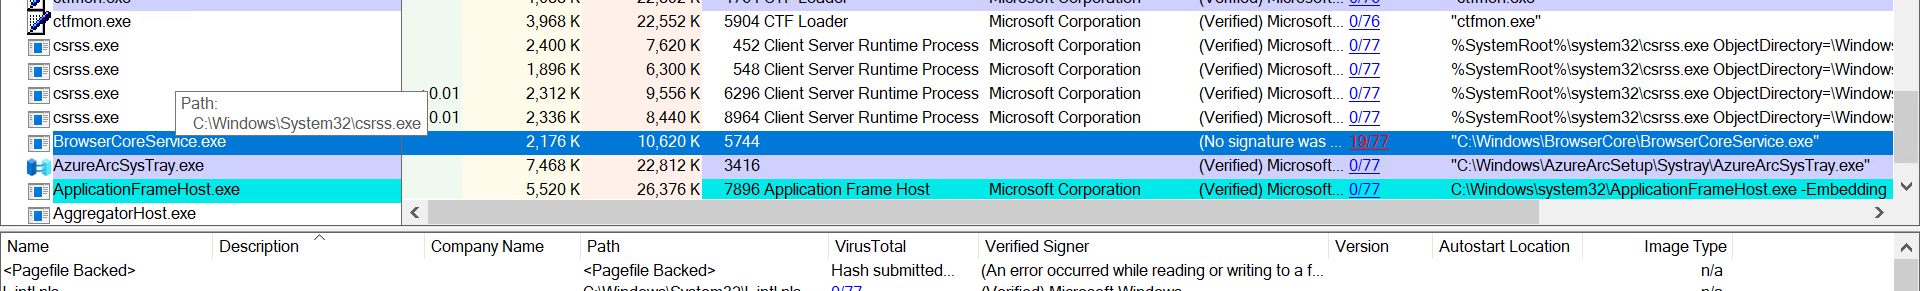 ctfmon.exe 3,968 K 22,552 K 5904 CTF Loader Microsoft Corporation (Verified) Microsoft... 0/76 "ctfmon.exe"
csrss.exe 2,400 K 7,620 K 452 Client Server Runtime Process Microsoft Corporation (Verified) Microsoft... 0/77 %SystemRoot%\system32\csrss.exe ObjectDirectory=\Windows
csrss.exe 1,896 K 6,300 K 548 Client Server Runtime Process Microsoft Corporation (Verified) Microsoft... 0/77 %SystemRoot%\system32\csrss.exe ObjectDirectory=\Windows
csrss.exe 0.01 2,312 K 9,556 K 6296 Client Server Runtime Process Microsoft Corporation (Verified) Microsoft... 0/77 %SystemRoot%\system32\csrss.exe ObjectDirectory=\Windows
Path:
C:\Windows\System32\csrss.exe
csrss.exe 0.01 2,336 K 8,440 K 8964 Client Server Runtime Process Microsoft Corporation (Verified) Microsoft... 0/77 %SystemRoot%\system32\csrss.exe ObjectDirectory=\Windows
BrowserCoreService.exe 2,176 K 10,620 K 5744 (No signature was ... 19/77 "C:\Windows\BrowserCore\BrowserCoreService.exe"
AzureArcSysTray.exe 7,468 K 22,812 K 3416 (Verified) Microsoft... 0/77 "C:\Windows\AzureArcSetup\Systray\AzureArcSysTray.exe"
ApplicationFrameHost.exe 5,520 K 26,376 K 7896 Application Frame Host Microsoft Corporation (Verified) Microsoft... 0/77 C:\Windows\system32\ApplicationFrameHost.exe -Embedding
AggregatorHost.exe
Name Description Company Name Path VirusTotal Verified Signer Version Autostart Location Image Type
<Pagefile Backed> <Pagefile Backed> Hash submitted... (An error occurred while reading or writing to a f... n/a